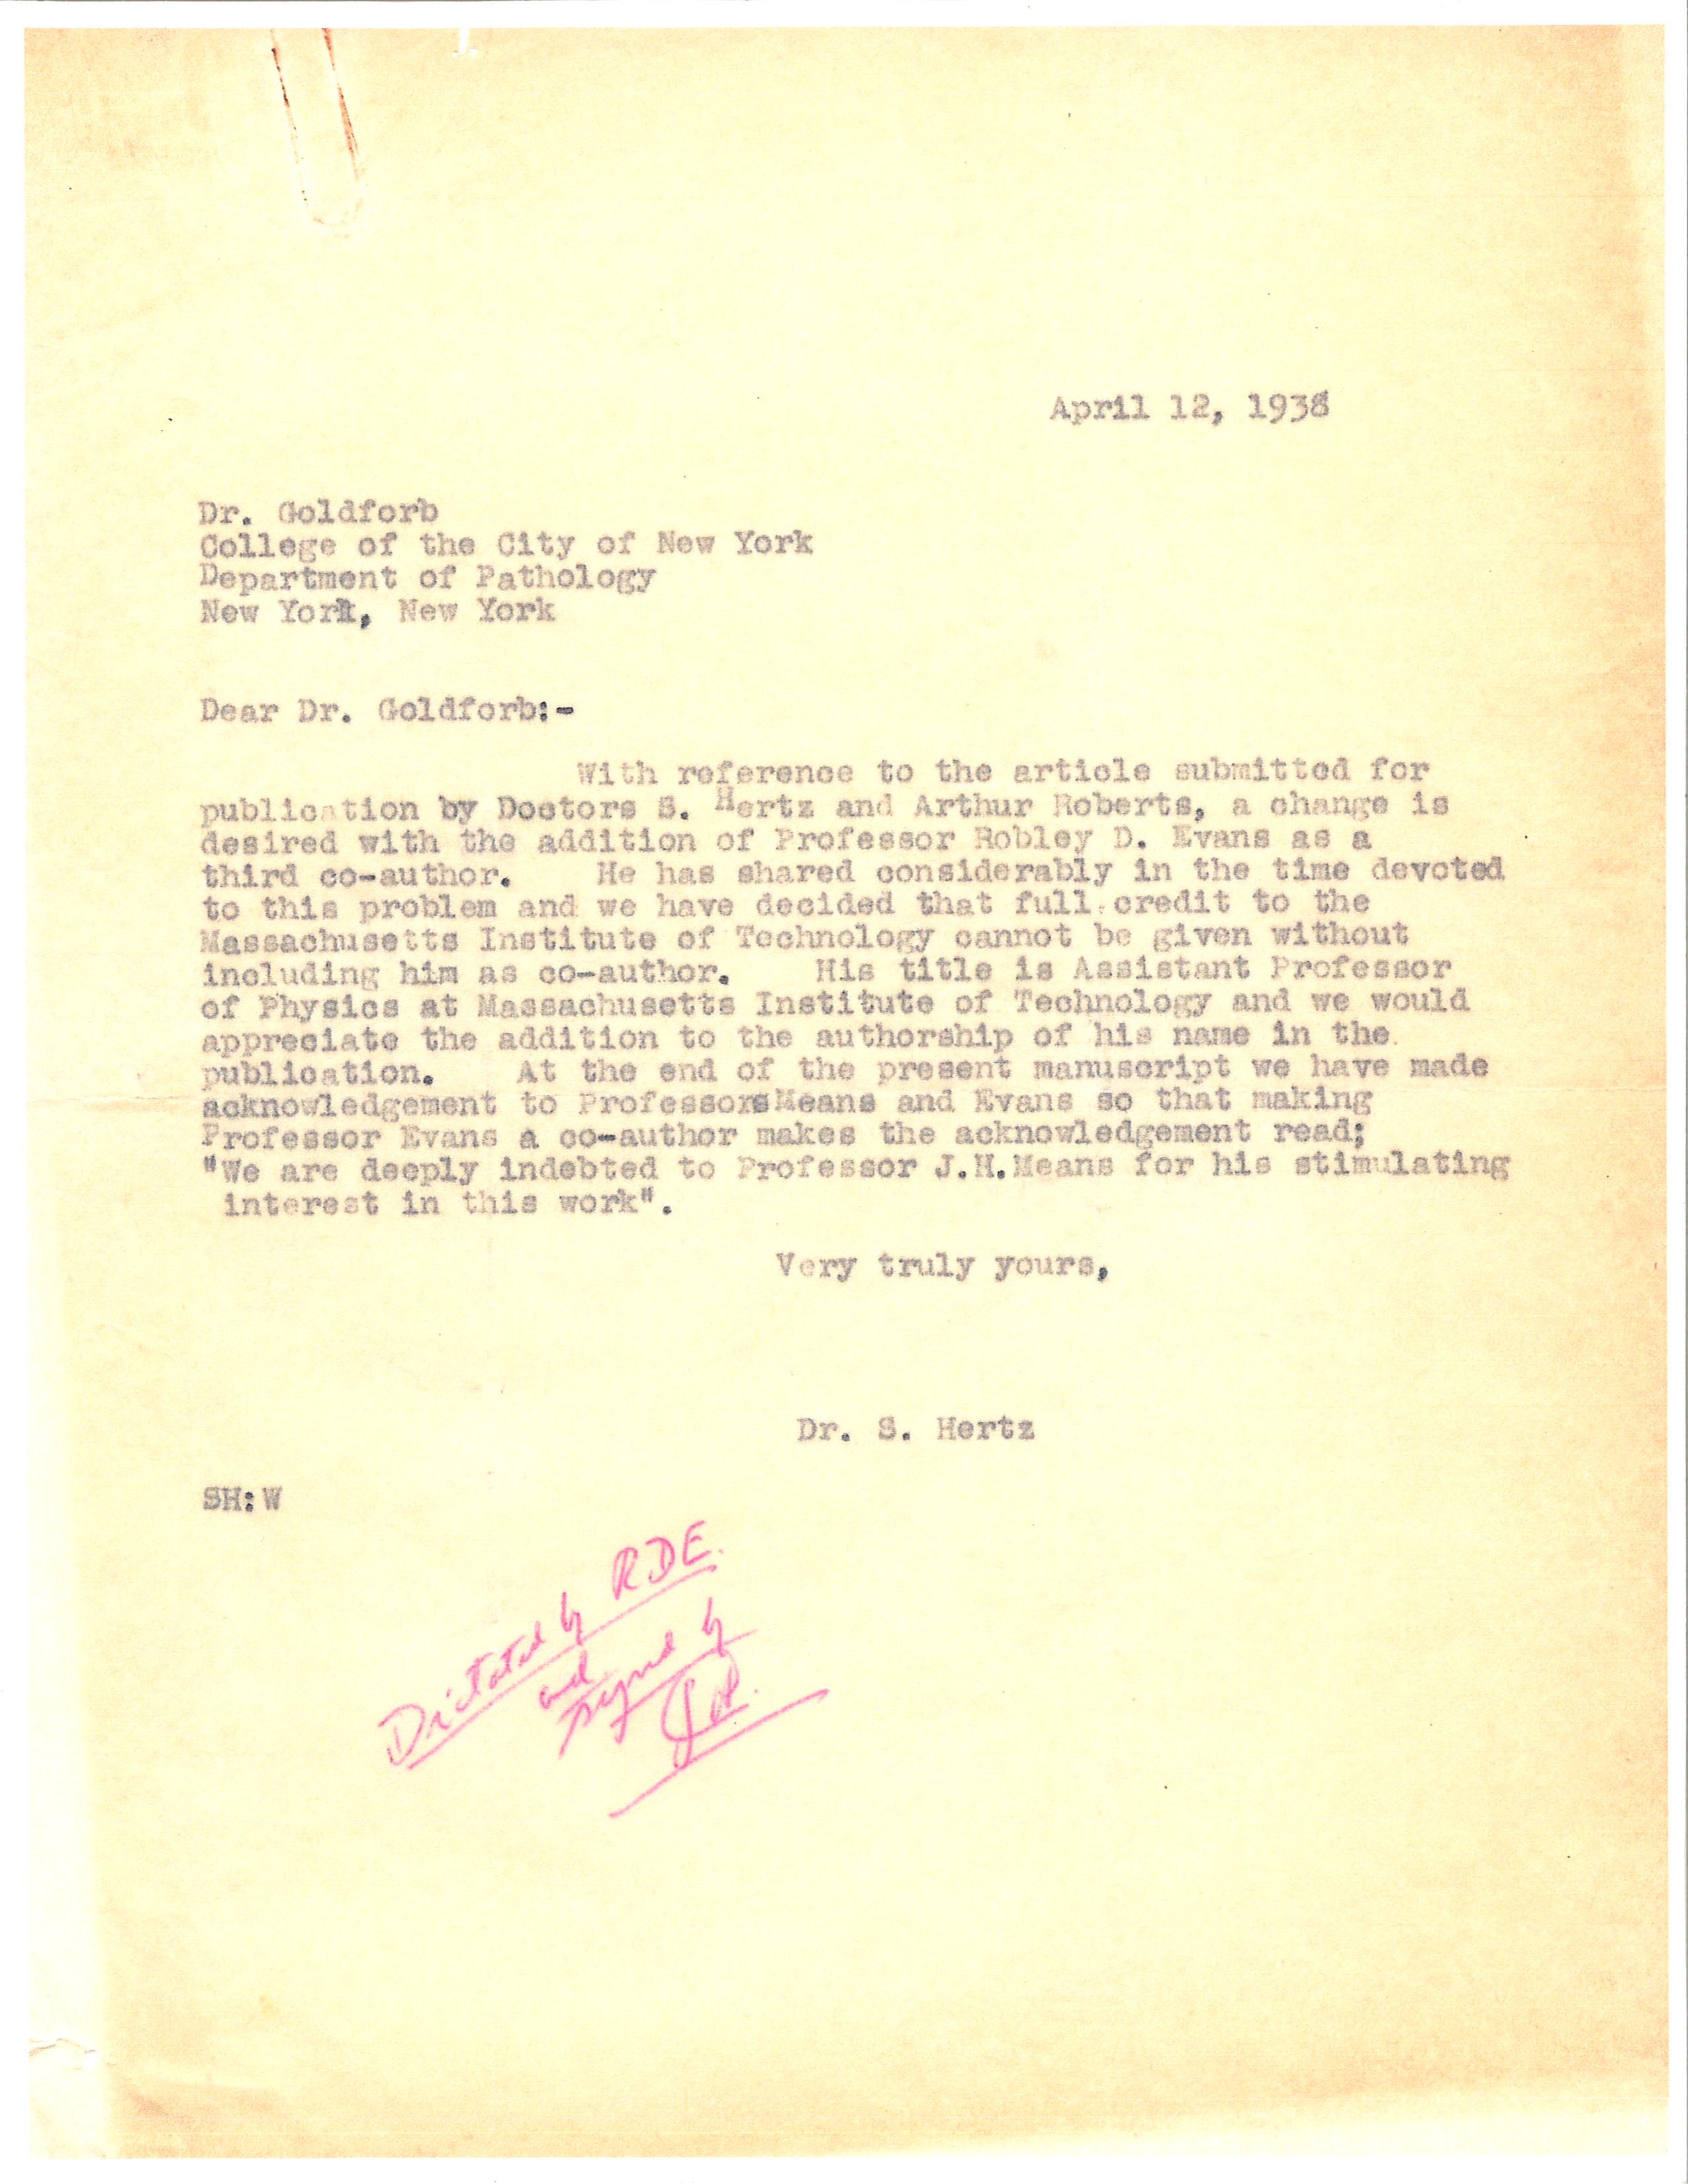 April 12, 1938
Dr. Goldforb
College of the City of New York
Department of Pathology
New York, New York
Dear Dr. Goldforb:-
With reference to the article submitted for
publication by Doctors S. Hertz and Arthur Roberts, a change is
desired with the addition of Professor Robley D. Evans as a
third co-author. He has shared considerably in the time devoted
to this problem and we have decided that full credit to the
Massachusetts Institute of Technology cannot be given without
including him as co-author. His title is Assistant Professor
of Physics at Massachusetts Institute of Technology and we would
appreciate the addition to the authorship of his name in the
publication. At the end of the present manuscript we have made
acknowledgement to ProfessorsMeans and Evans so that making
Professor Evans a co-author makes the acknowledgement read;
"We are deeply indebted to Professor J.H.Means for his stimulating
interest in this work".
Very truly yours,
Dr. S. Hertz
SH:W
Dictated by RDE.
and
signed by